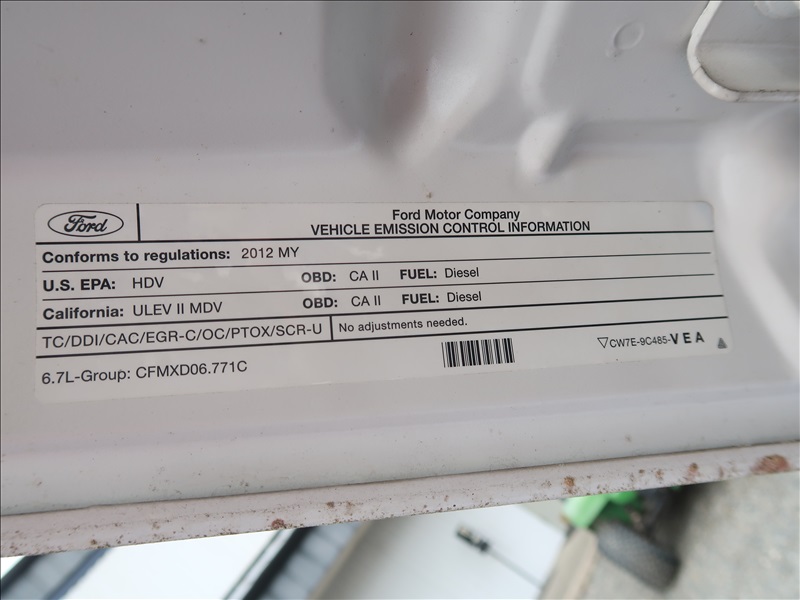 Ford
Ford Motor Company
VEHICLE EMISSION CONTROL INFORMATION
Conforms to regulations: 2012 MY
U.S. EPA: HDV OBD: CA II FUEL: Diesel
California: ULEV II MDV OBD: CA II FUEL: Diesel
TC/DDI/CAC/EGR-C/OC/PTOX/SCR-U No adjustments needed.
6.7L-Group: CFMXD06.771C
▽CW7E-9C485-VEA